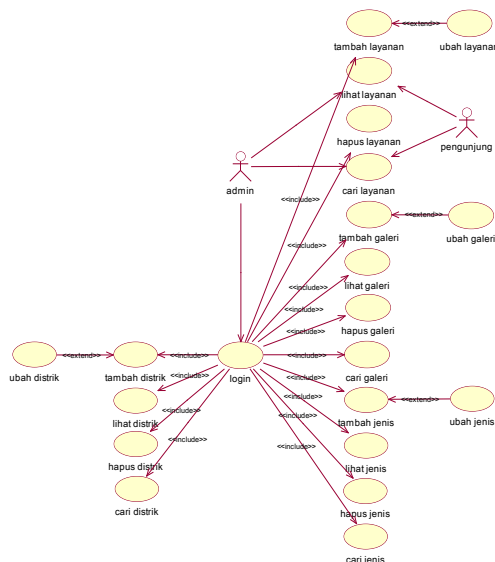 <<extend>>
tambah layanan
ubah layanan
lihat layanan
hapus layanan
pengunjung
admin
cari layanan
<<include>>
<<include>>
tambah galeri
<<extend>>
ubah galeri
<<include>>
<<include>>
lihat galeri
<<include>>
hapus galeri
<<include>>
ubah distrik
<<extend>>
tambah distrik
<<include>>
login
<<include>>
cari galeri
<<include>>
lihat distrik
<<include>>
tambah jenis
<<extend>>
ubah jenis
<<include>>
hapus distrik
<<include>>
<<include>>
lihat jenis
<<include>>
cari distrik
<<include>>
hapus jenis
<<include>>
cari jenis